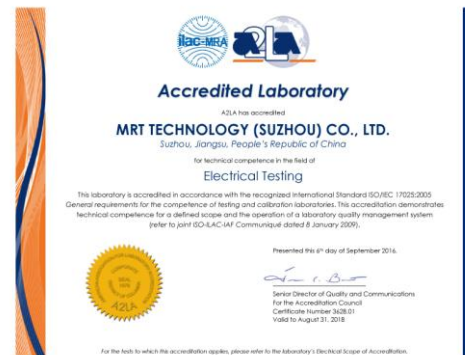 ilac-MRA
A2LA
Accredited Laboratory
A2LA has accredited
MRT TECHNOLOGY (SUZHOU) CO., LTD.
Suzhou, Jiangsu, People's Republic of China
for technical competence in the field of
Electrical Testing
This laboratory is accredited in accordance with the recognized International Standard ISO/IEC 17025:2005
General requirements for the competence of testing and calibration laboratories. This accreditation demonstrates
technical competence for a defined scope and the operation of a laboratory quality management system
(refer to joint ISO-ILAC-IAF Communiqué dated 8 January 2009).
Presented this 6th day of September 2016.
Senior Director of Quality and Communications
For the Accreditation Council
Certificate Number 3628.01
Valid to August 31, 2018
CORPORATE
SEAL
A2LA
For the tests to which this accreditation applies, please refer to the laboratory's Electrical Scope of Accreditation.